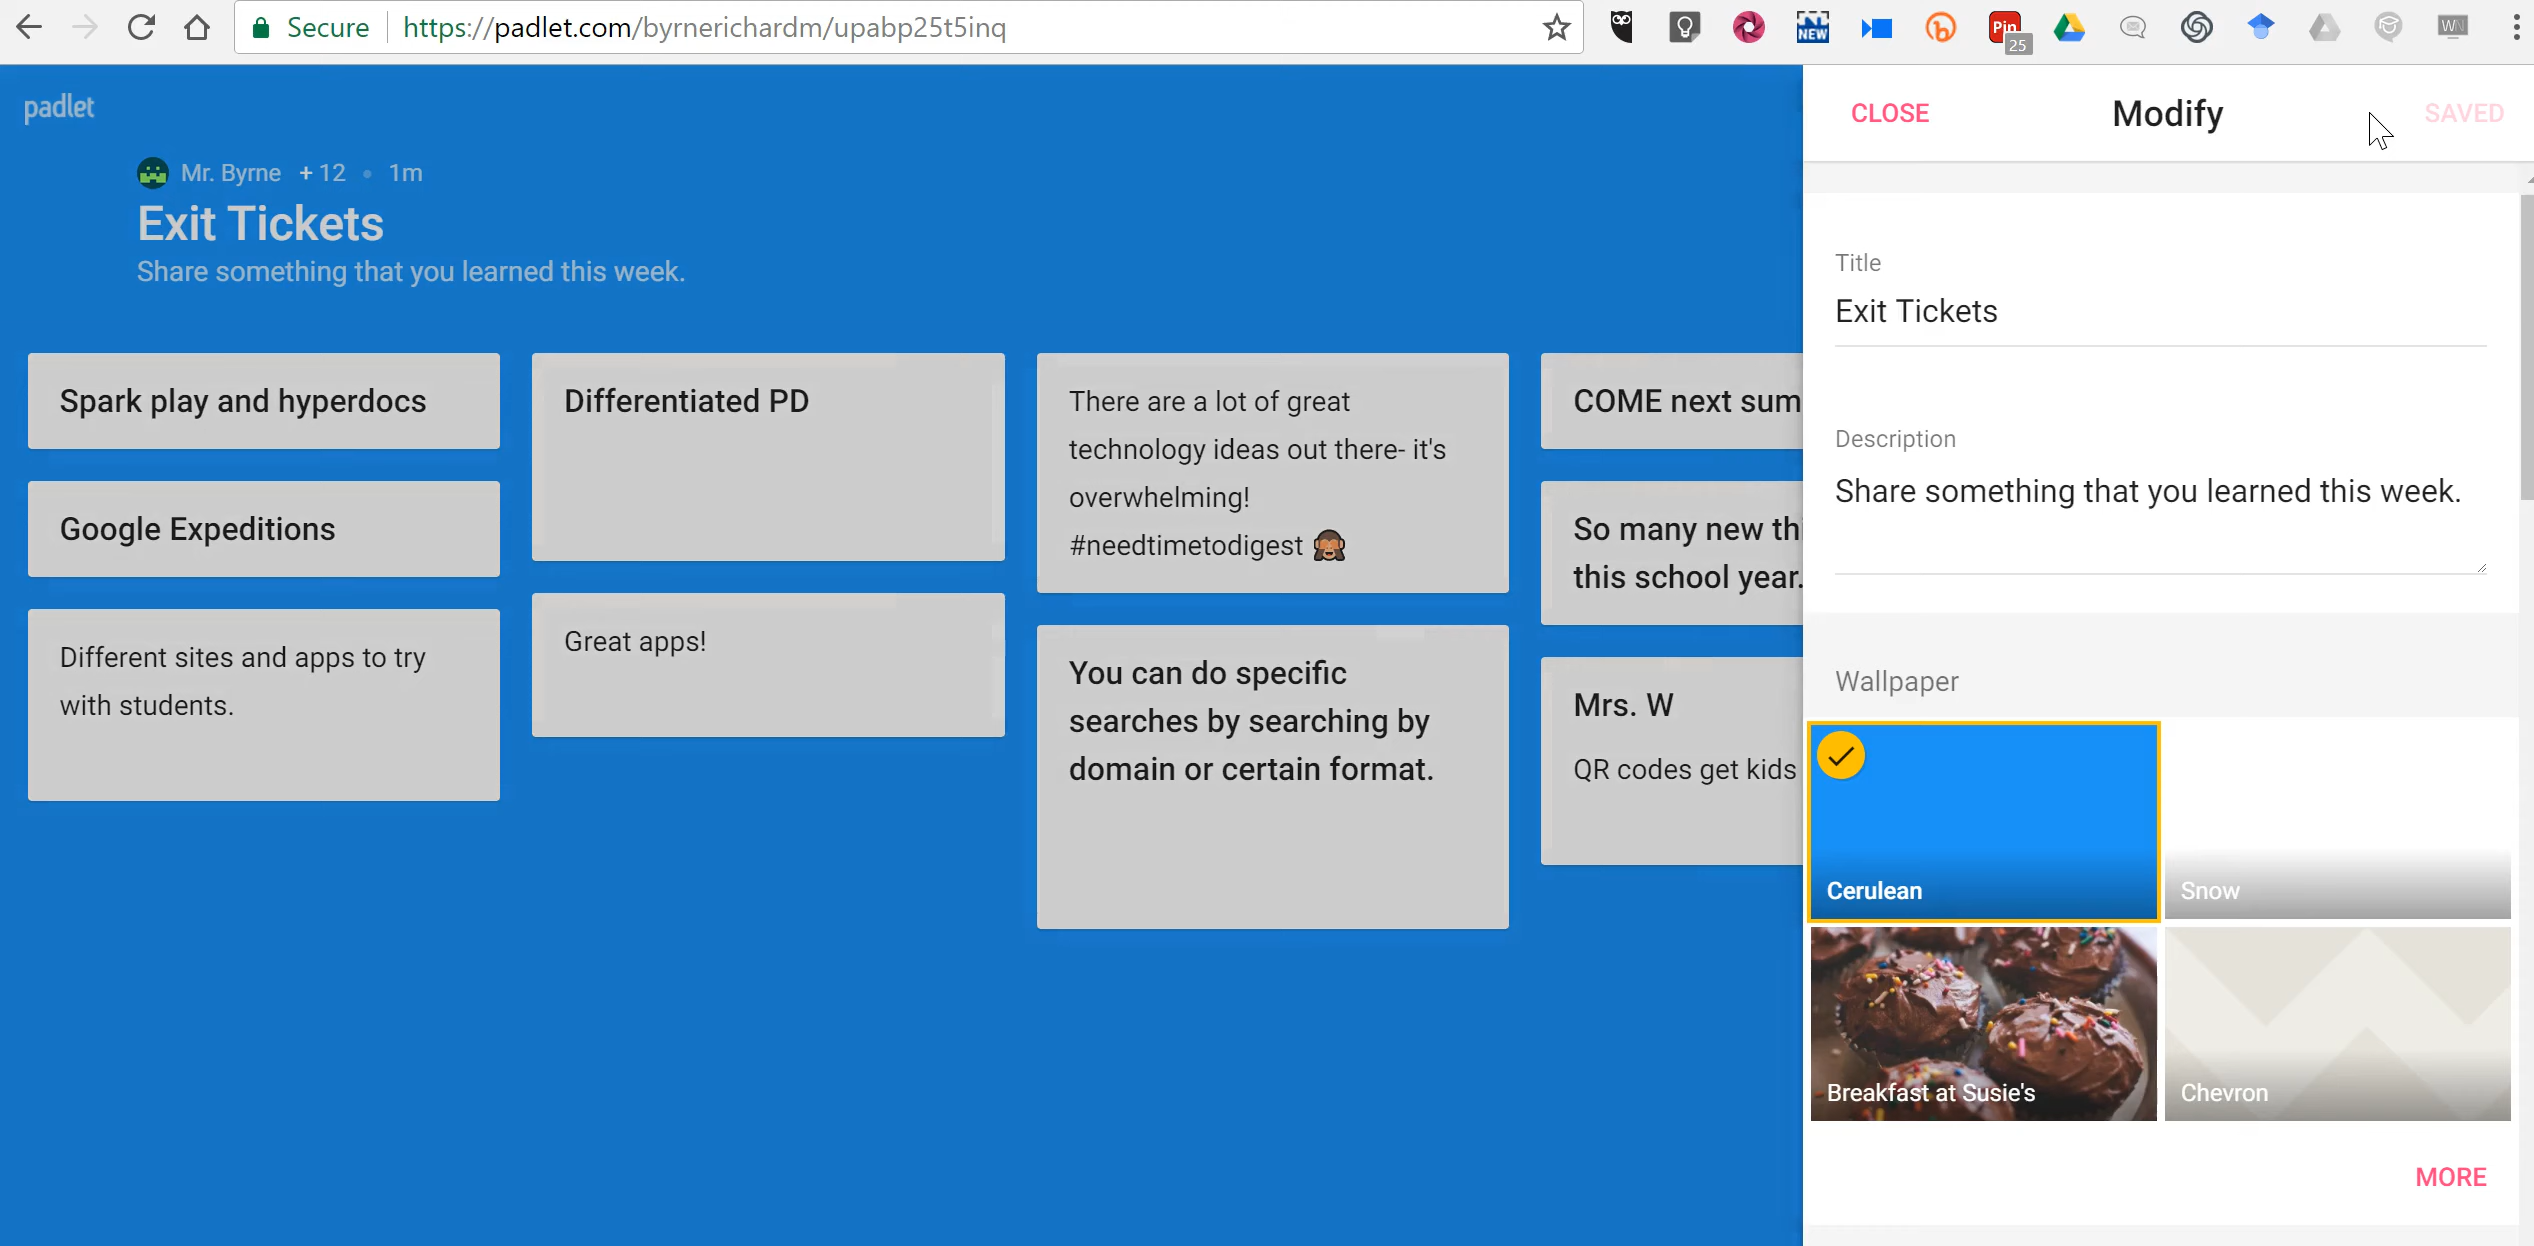 Secure
https://padlet.com/byrnerichardm/upabp25t5inq
NEW
Pin
25
WN
padlet
Mr. Byrne + 12 • 1m
Exit Tickets
Share something that you learned this week.
Spark play and hyperdocs
Google Expeditions
Different sites and apps to try
with students.
Differentiated PD
Great apps!
There are a lot of great
technology ideas out there- it's
overwhelming!
#needtimetodigest 🙈
You can do specific
searches by searching by
domain or certain format.
COME next sum
So many new thi
this school year.
Mrs. W
QR codes get kids
CLOSE
Modify
SAVED
Title
Exit Tickets
Description
Share something that you learned this week.
Wallpaper
Cerulean
Snow
Breakfast at Susie's
Chevron
MORE